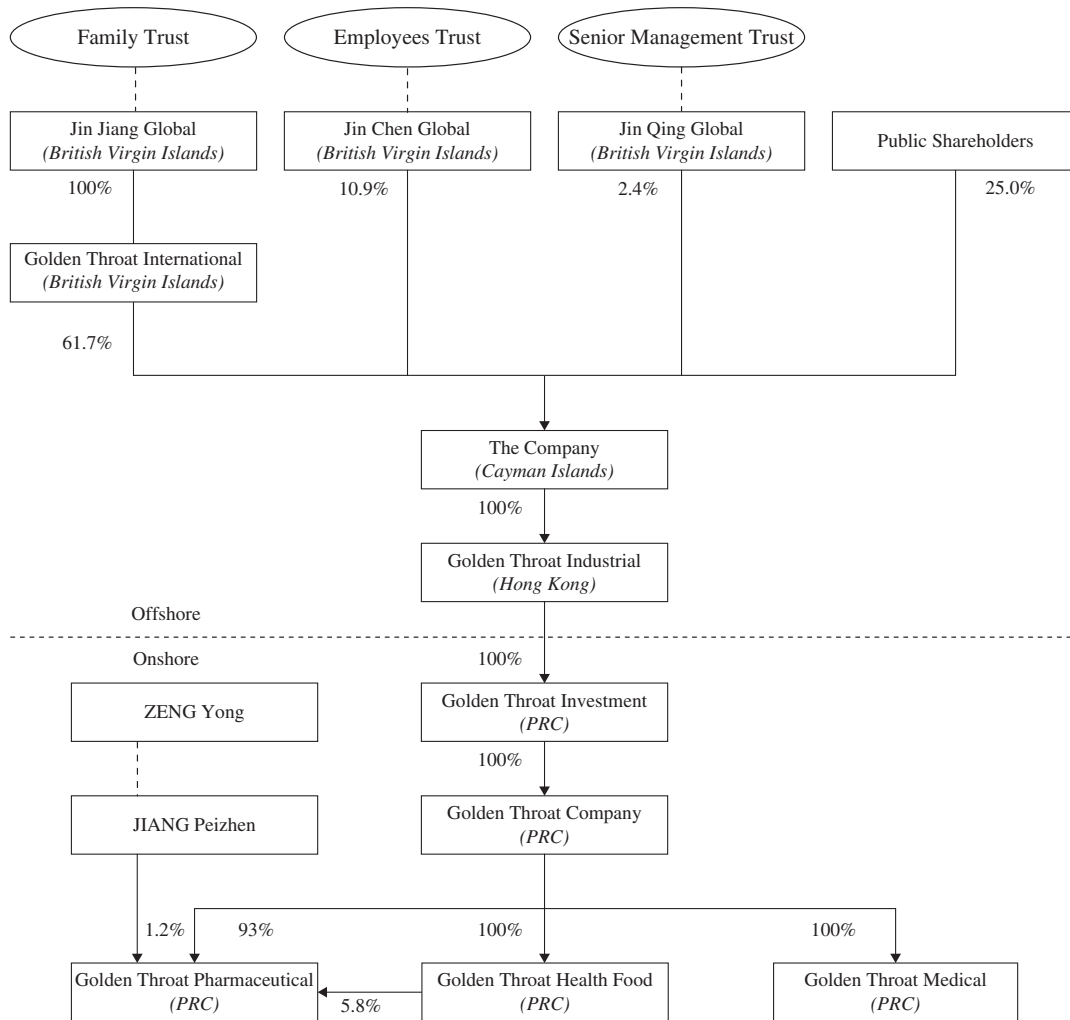 Family Trust
Employees Trust
Senior Management Trust
Jin Jiang Global
(British Virgin Islands)
Jin Chen Global
(British Virgin Islands)
Jin Qing Global
(British Virgin Islands)
Public Shareholders
100%
10.9%
2.4%
25.0%
Golden Throat International
(British Virgin Islands)
61.7%
The Company
(Cayman Islands)
100%
Golden Throat Industrial
(Hong Kong)
Offshore
Onshore
100%
ZENG Yong
Golden Throat Investment
(PRC)
100%
JIANG Peizhen
Golden Throat Company
(PRC)
1.2%
93%
100%
100%
Golden Throat Pharmaceutical
(PRC)
5.8%
Golden Throat Health Food
(PRC)
Golden Throat Medical
(PRC)